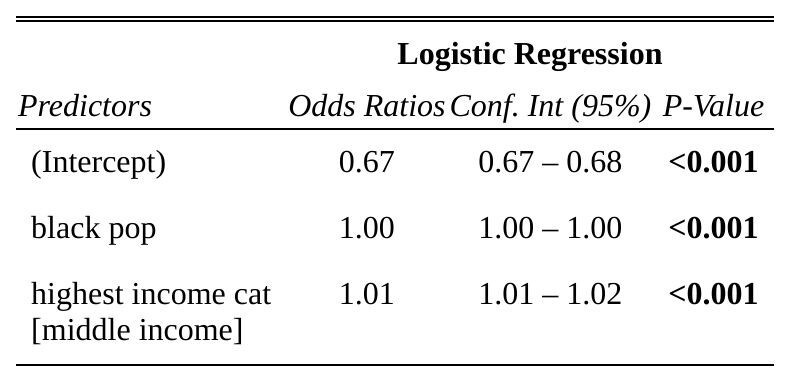 Logistic Regression
Predictors Odds Ratios Conf. Int (95%) P-Value
(Intercept) 0.67 0.67 – 0.68 <0.001
black pop 1.00 1.00 – 1.00 <0.001
highest income cat 1.01 1.01 – 1.02 <0.001
[middle income]